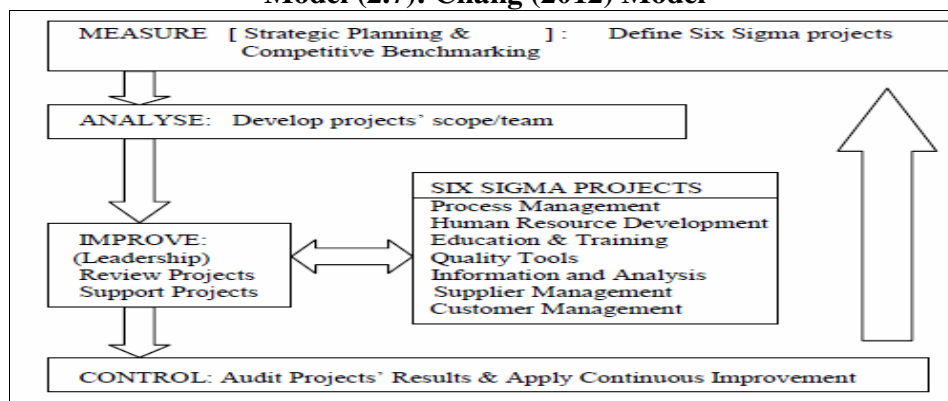 Model (2.7): Chang (2012) Model
MEASURE [ Strategic Planning & ] : Define Six Sigma projects
Competitive Benchmarking
ANALYSE: Develop projects' scope/team
SIX SIGMA PROJECTS
Process Management
Human Resource Development
Education & Training
Quality Tools
Information and Analysis
Supplier Management
Customer Management
IMPROVE:
(Leadership)
Review Projects
Support Projects
CONTROL: Audit Projects' Results & Apply Continuous Improvement